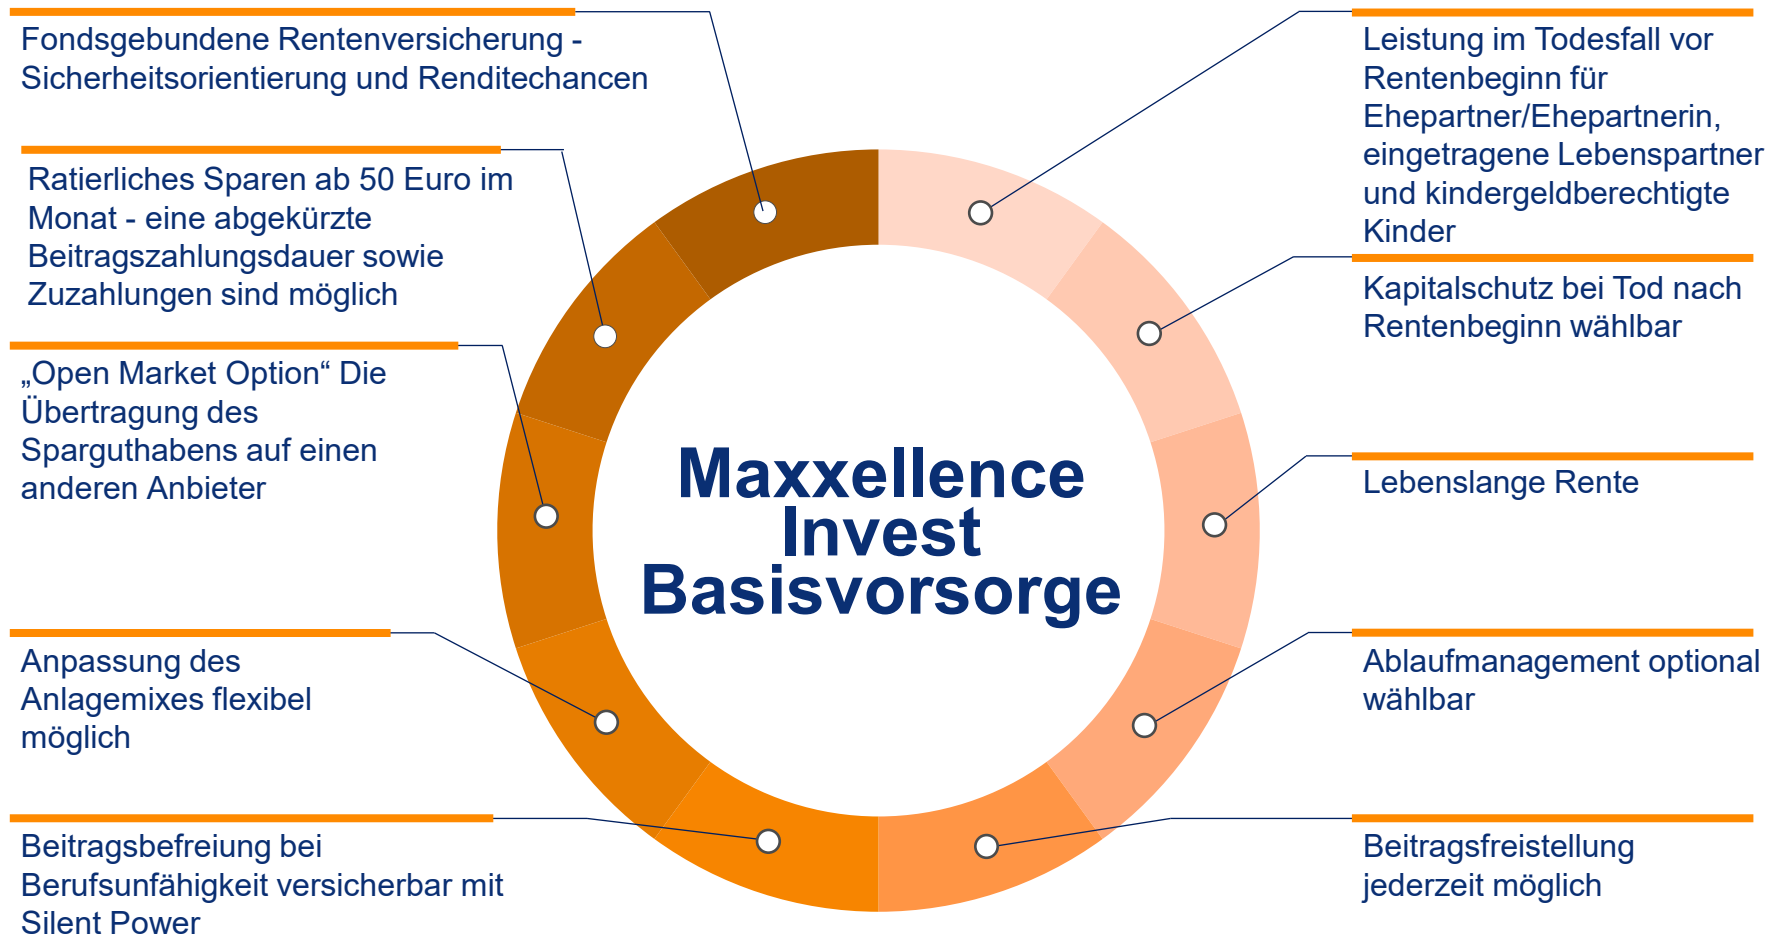 Fondsgebundene Rentenversicherung -
Sicherheitsorientierung und Renditechancen
Ratierliches Sparen ab 50 Euro im
Monat - eine abgekürzte
Beitragszahlungsdauer sowie
Zuzahlungen sind möglich
„Open Market Option“ Die
Übertragung des
Sparguthabens auf einen
anderen Anbieter
Anpassung des
Anlagemixes flexibel
möglich
Beitragsbefreiung bei
Berufsunfähigkeit versicherbar mit
Silent Power
Maxxellence
Invest
Basisvorsorge
Leistung im Todesfall vor
Rentenbeginn für
Ehepartner/Ehepartnerin,
eingetragene Lebenspartner
und kindergeldberechtigte
Kinder
Kapitalschutz bei Tod nach
Rentenbeginn wählbar
Lebenslange Rente
Ablaufmanagement optional
wählbar
Beitragsfreistellung
jederzeit möglich